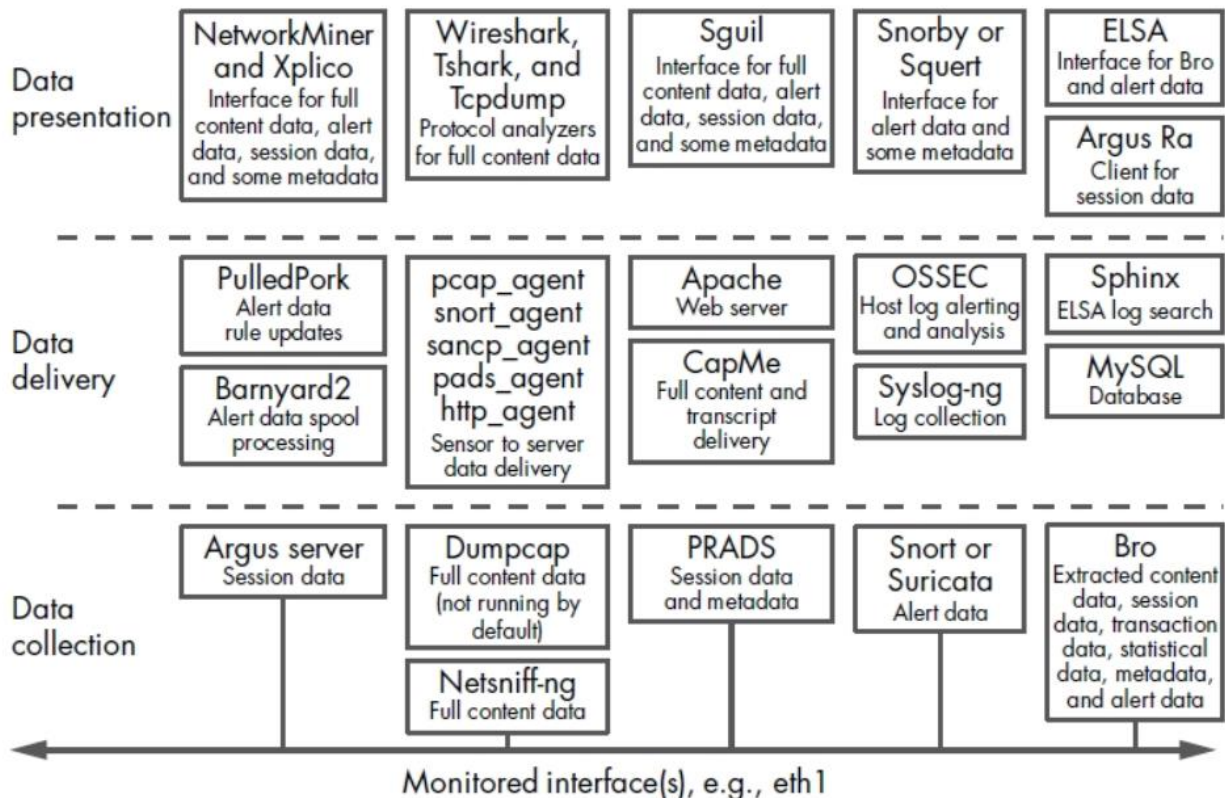 Data
presentation
NetworkMiner
and Xplico
Interface for full
content data, alert
data, session data,
and some metadata
Wireshark,
Tshark, and
Tcpdump
Protocol analyzers
for full content data
Sguil
Interface for full
content data, alert
data, session data,
and some metadata
Snorby or
Squert
Interface for
alert data and
some metadata
ELSA
Interface for Bro
and alert data
Argus Ra
Client for
session data
Data
delivery
PulledPork
Alert data
rule updates
Barnyard2
Alert data spool
processing
pcap_agent
snort_agent
sancp_agent
pads_agent
http_agent
Sensor to server
data delivery
Apache
Web server
CapMe
Full content and
transcript
delivery
OSSEC
Host log alerting
and analysis
Syslog-ng
Log collection
Sphinx
ELSA log search
MySQL
Database
Data
collection
Argus server
Session data
Dumpcap
Full content data
(not running by
default)
Netsniff-ng
Full content data
PRADS
Session data
and metadata
Snort or
Suricata
Alert data
Bro
Extracted content
data, session
data, transaction
data, statistical
data, metadata,
and alert data
Monitored interface(s), e.g., eth1